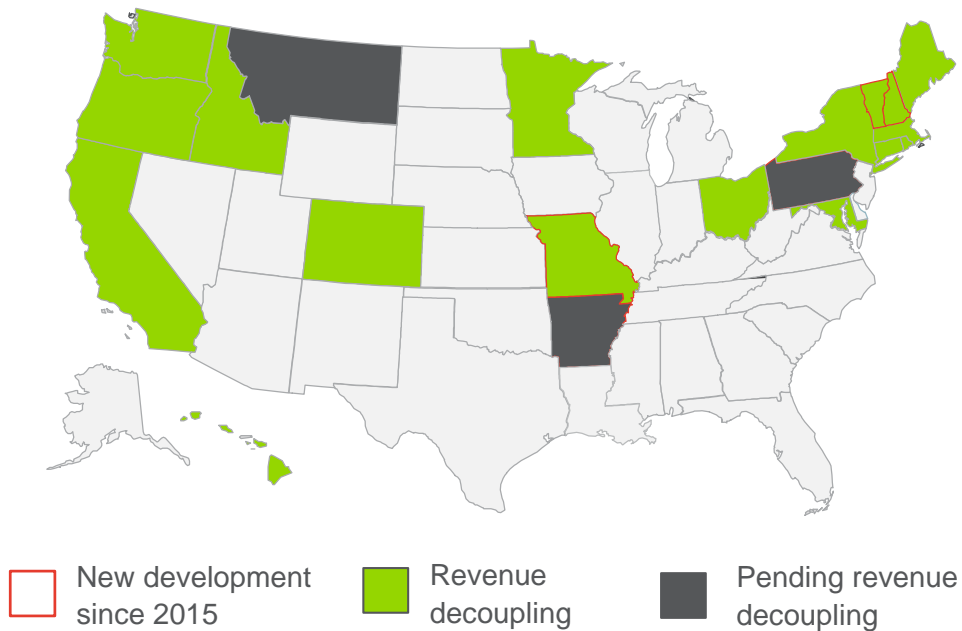 New development
since 2015
Revenue
decoupling
Pending revenue
decoupling